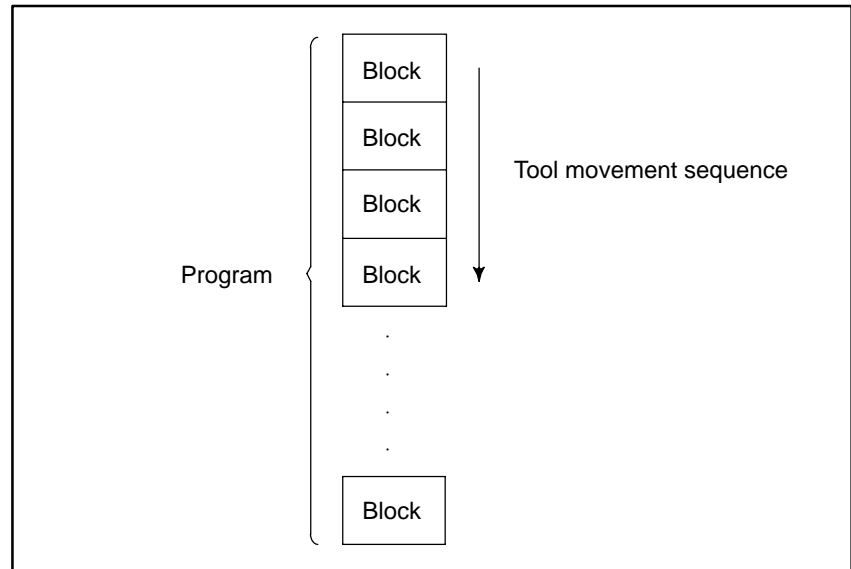 Block
Block
Tool movement sequence
Block
Program
Block
.
.
.
.
Block